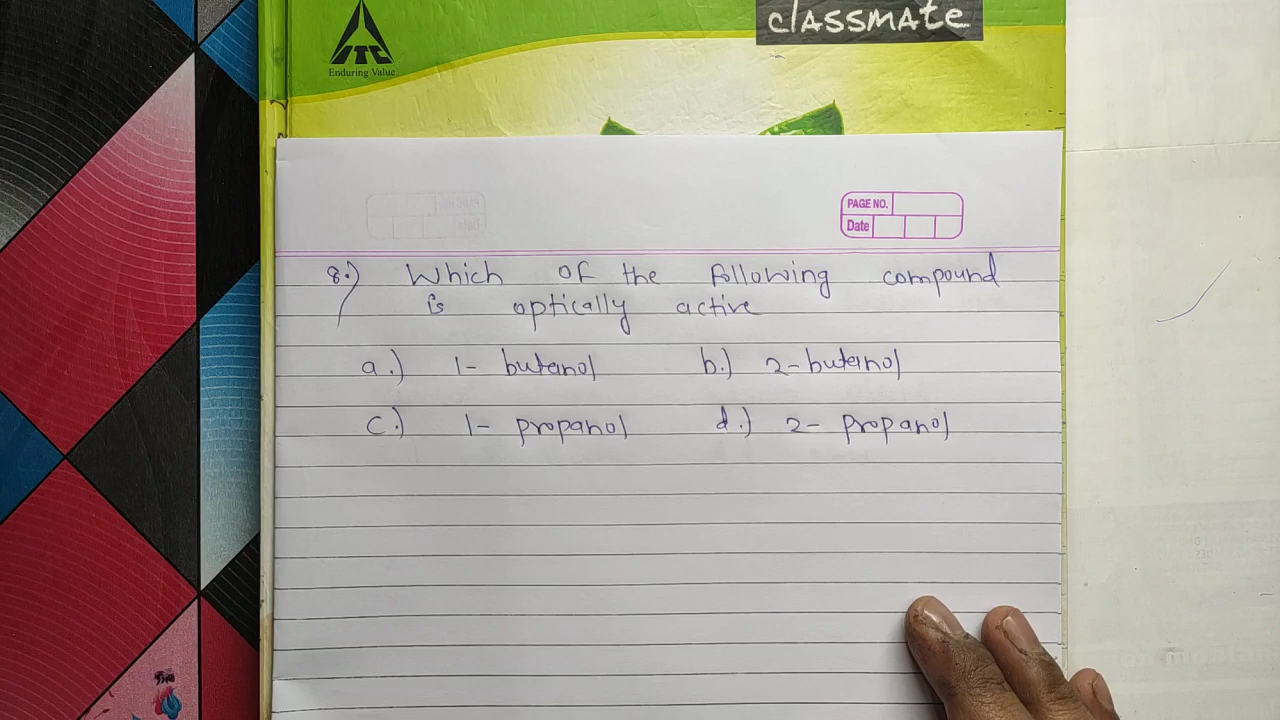 classmate
ITC
Enduring Value
PAGE NO.
Date
8.) Which of the following compound
is optically active
a.) 1- butanol b.) 2-butanol
c.) 1- propanol d.) 2- propanol